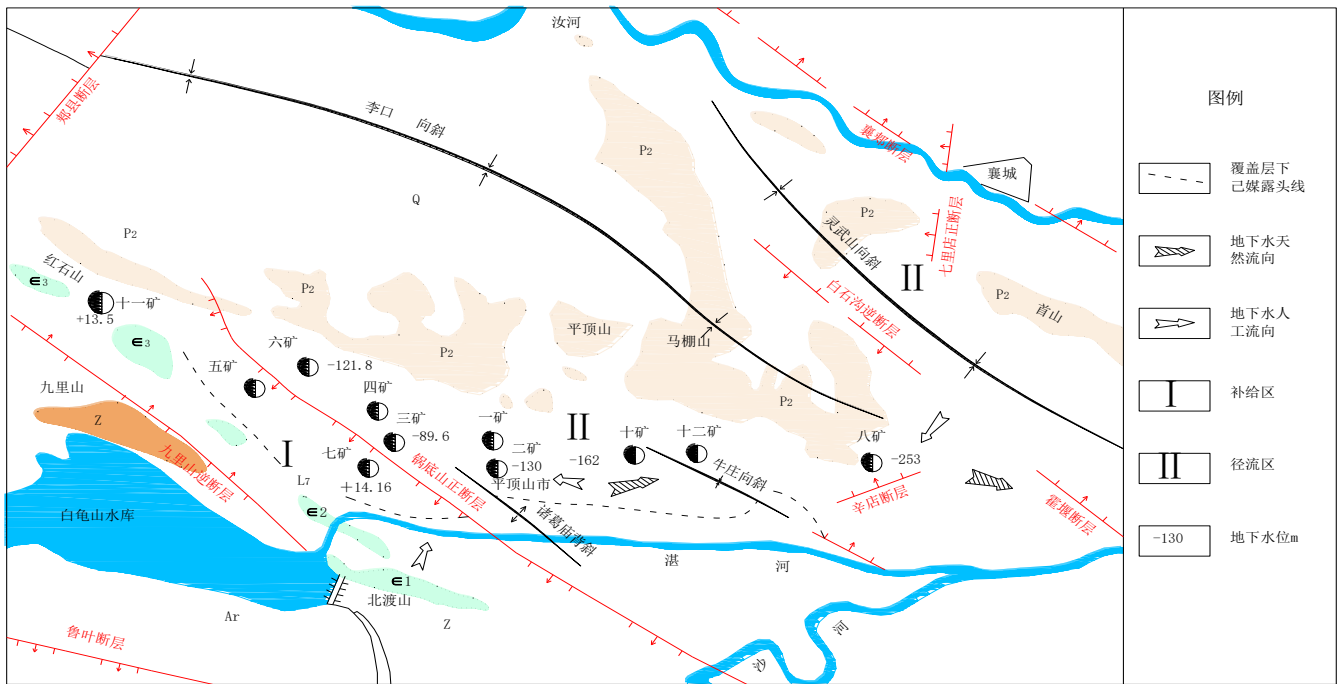 汝河
郏县断层
李口 向斜
P2
襄郏断层
襄城
Q
P2
灵武山向斜
七里店正断层
P2
红石山
∈3
十一矿
+13.5
P2
II
白石沟逆断层
P2
首山
∈3
六矿
-121.8
P2
平顶山
马棚山
五矿
九里山
四矿
Z
三矿
-89.6
一矿
II
十矿
十二矿
P2
八矿
-253
I
七矿
+14.16
二矿
-130
-162
平顶山市
牛庄向斜
九里山逆断层
L7
锅底山正断层
辛店断层
霍堰断层
白龟山水库
∈2
诸葛庙背斜
湛 河
∈1
北渡山
Ar
Z
鲁叶断层
沙 河
图例
覆盖层下
己煤露头线
地下水天
然流向
地下水人
工流向
I
补给区
II
径流区
-130
地下水位m